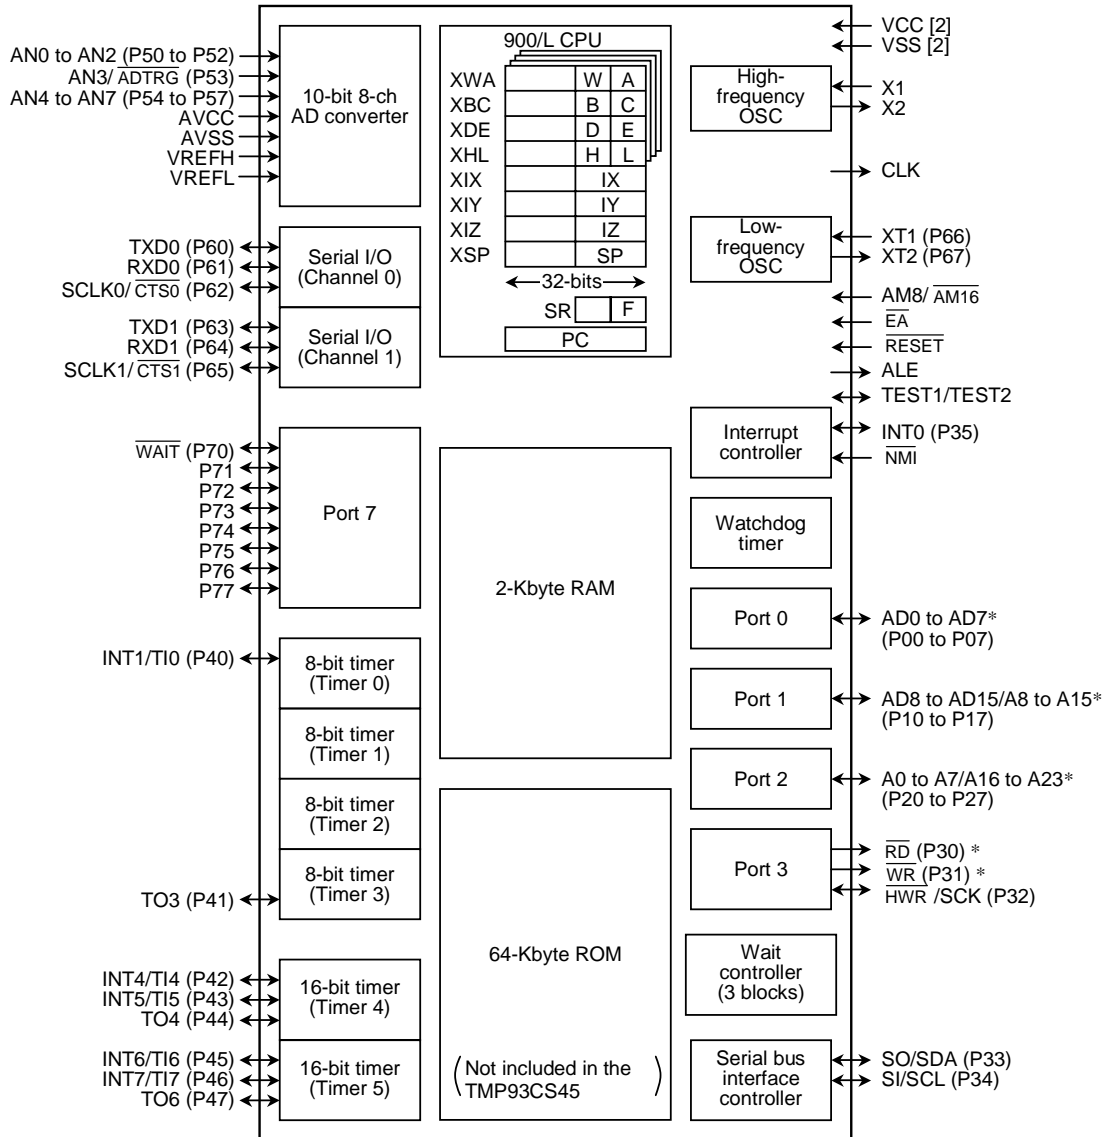 AN0 to AN2 (P50 to P52)
AN3/ ADTRG (P53)
AN4 to AN7 (P54 to P57)
AVCC
AVSS
VREFH
VREFL
10-bit 8-ch
AD converter
TXD0 (P60)
RXD0 (P61)
SCLK0/ CTS0 (P62)
Serial I/O
(Channel 0)
TXD1 (P63)
RXD1 (P64)
SCLK1/ CTS1 (P65)
Serial I/O
(Channel 1)
WAIT (P70)
P71
P72
P73
P74
P75
P76
P77
Port 7
INT1/TI0 (P40)
8-bit timer
(Timer 0)
8-bit timer
(Timer 1)
8-bit timer
(Timer 2)
8-bit timer
(Timer 3)
TO3 (P41)
INT4/TI4 (P42)
INT5/TI5 (P43)
TO4 (P44)
16-bit timer
(Timer 4)
INT6/TI6 (P45)
INT7/TI7 (P46)
TO6 (P47)
16-bit timer
(Timer 5)
900/L CPU
XWA W A
XBC B C
XDE D E
XHL H L
XIX IX
XIY IY
XIZ IZ
XSP SP
32-bits
SR F
PC
2-Kbyte RAM
64-Kbyte ROM
(Not included in the
TMP93CS45)
VCC [2]
VSS [2]
High-
frequency
OSC
X1
X2
CLK
Low-
frequency
OSC
XT1 (P66)
XT2 (P67)
AM8/ AM16
EA
RESET
ALE
TEST1/TEST2
Interrupt
controller
INT0 (P35)
NMI
Watchdog
timer
Port 0
AD0 to AD7*
(P00 to P07)
Port 1
AD8 to AD15/A8 to A15*
(P10 to P17)
Port 2
A0 to A7/A16 to A23*
(P20 to P27)
Port 3
RD (P30) *
WR (P31) *
HWR /SCK (P32)
Wait
controller
(3 blocks)
Serial bus
interface
controller
SO/SDA (P33)
SI/SCL (P34)